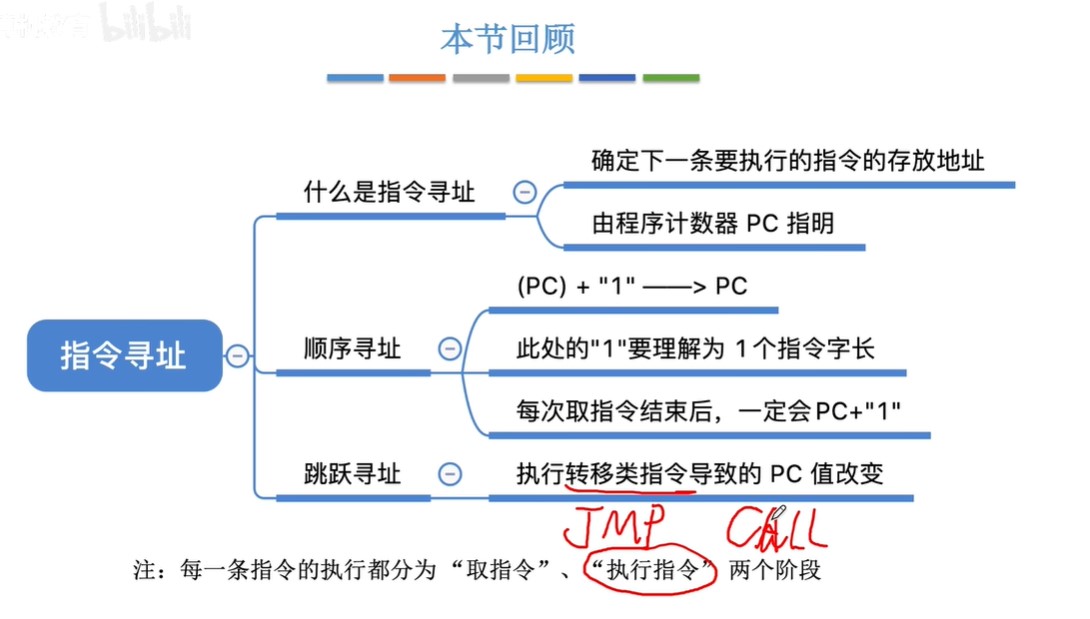 bilibili
本节回顾
确定下一条要执行的指令的存放地址
什么是指令寻址
由程序计数器 PC 指明
(PC) + "1" ——> PC
指令寻址
顺序寻址
此处的"1"要理解为 1个指令字长
每次取指令结束后，一定会PC+"1"
跳跃寻址
执行转移类指令导致的 PC 值改变
JMP CALL
注：每一条指令的执行都分为“取指令”、“执行指令”两个阶段